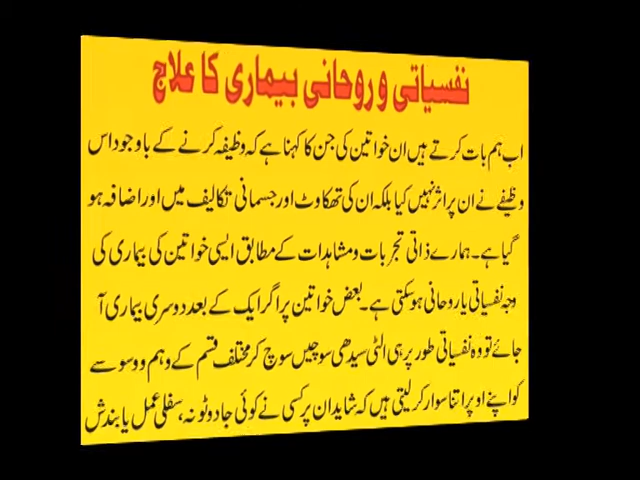 نفسیاتی و روحانی بیماری کا علاج
اب ہم بات کرتے ہیں ان خواتین کی جن کا کہنا ہے کہ وظیفہ کرنے کے باوجود اس
وظیفے نے ان پر اثر نہیں کیا بلکہ ان کی تھکاوٹ اور جسمانی تکالیف میں اور اضافہ ہو
گیا ہے۔ ہمارے ذاتی تجربات و مشاہدات کے مطابق ایسی خواتین کی بیماری کی
وجہ نفسیاتی یا روحانی ہو سکتی ہے۔ بعض خواتین پر اگر ایک کے بعد دوسری بیماری آ
جائے تو وہ نفسیاتی طور پر ہی الٹی سیدھی سوچیں سوچ کر مختلف قسم کے وہم و وسوسے
کو اپنے اوپر اتنا سوار کر لیتی ہیں کہ شاید ان پر کسی نے کوئی جادو ٹونہ، سفلی عمل یا بندش